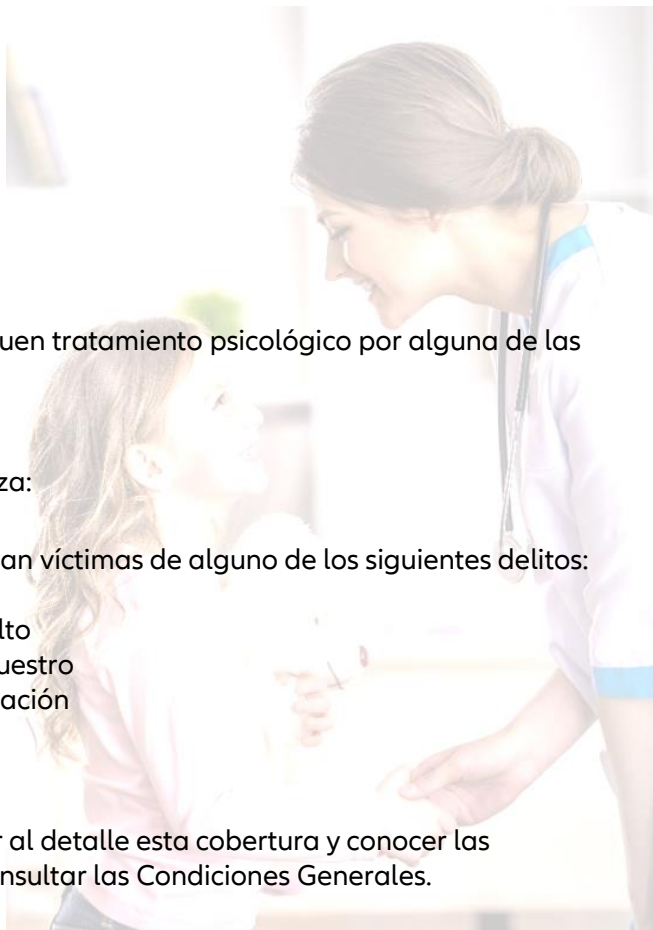 uen tratamiento psicológico por alguna de las
za:
an víctimas de alguno de los siguientes delitos:
lto
uestro
ación
r al detalle esta cobertura y conocer las
nsultar las Condiciones Generales.